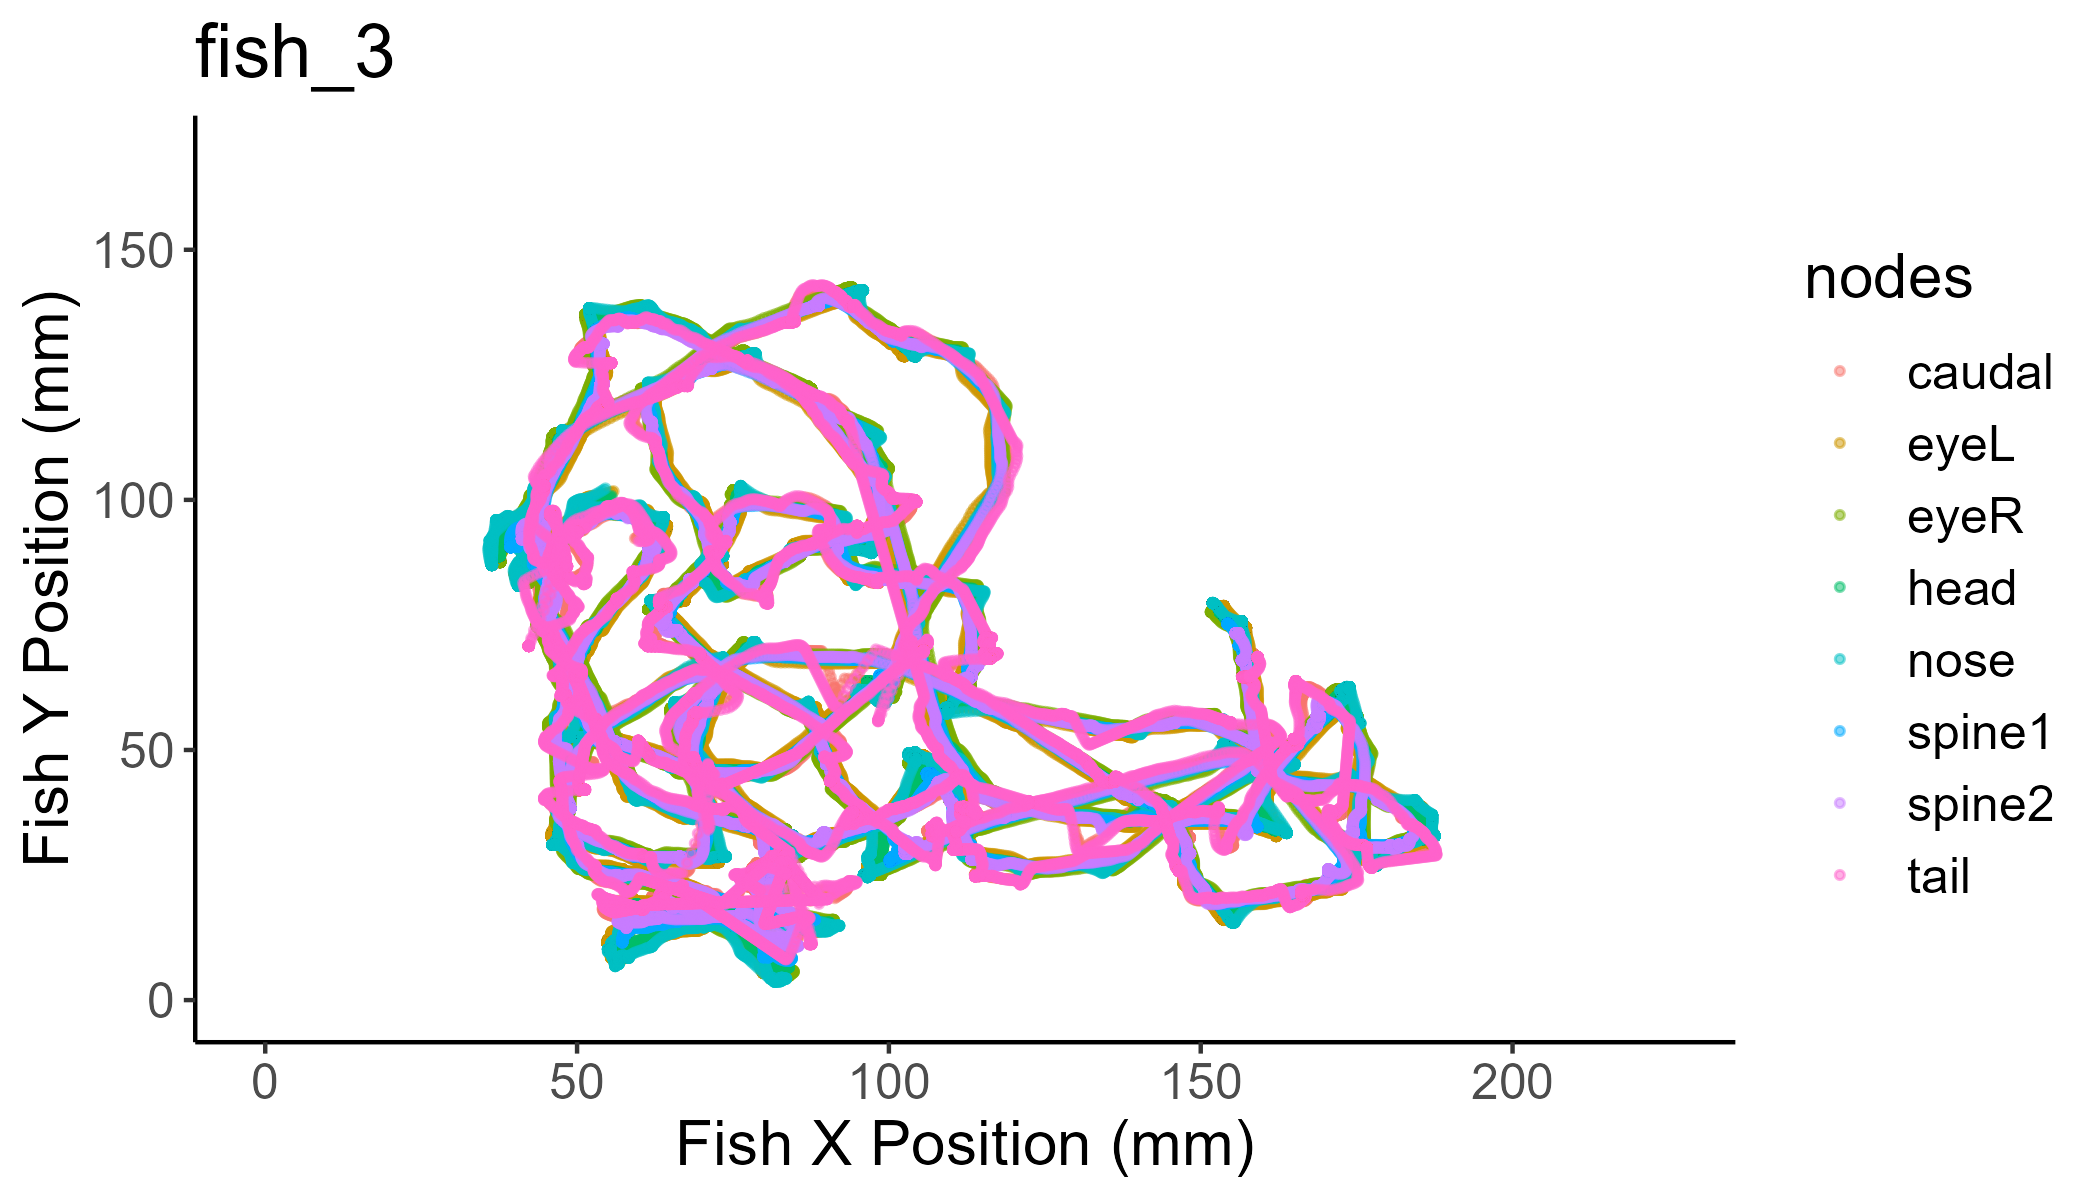 fish_3
Fish Y Position (mm)
150
100
50
0
0 50 100 150 200
Fish X Position (mm)
nodes
caudal
eyeL
eyeR
head
nose
spine1
spine2
tail